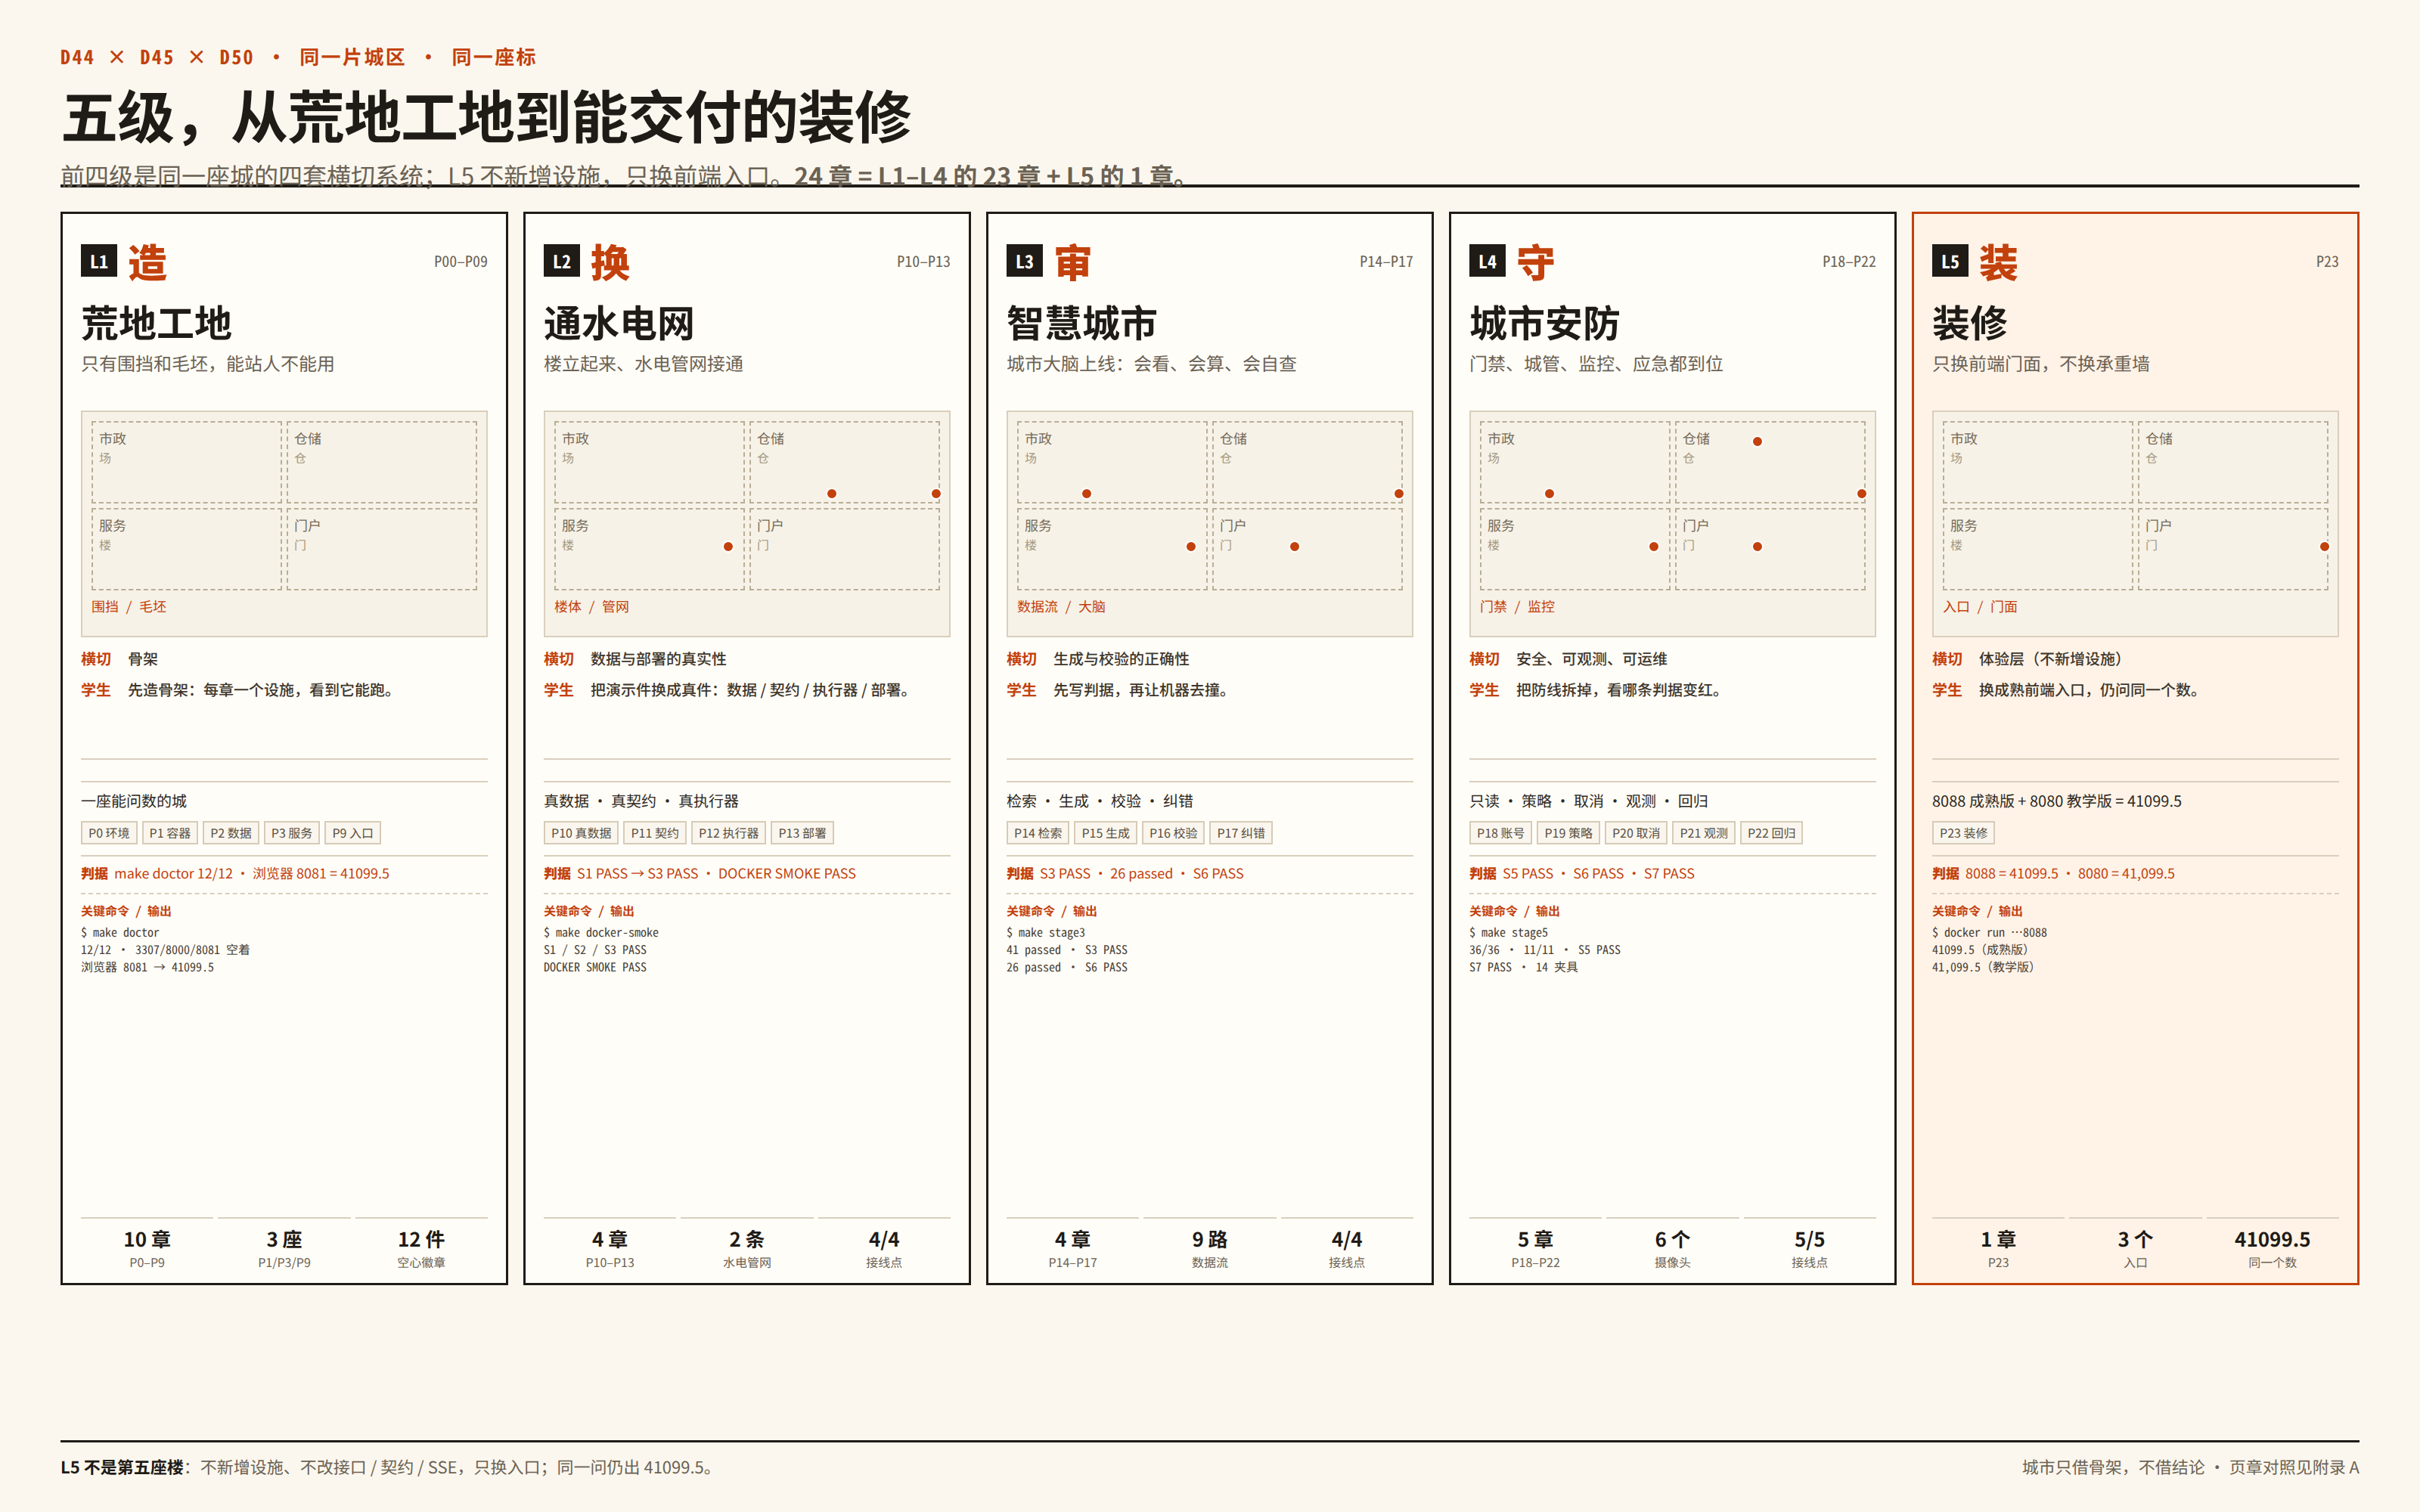 D44 × D45 × D50 · 同一片城区 · 同一座标
五级，从荒地工地到能交付的装修
前四级是同一座城的四套横切系统；L5 不新增设施，只换前端入口。24 章 = L1–L4 的 23 章 + L5 的 1 章。
L1 造 P00–P09
荒地工地
只有围挡和毛坯，能站人不能用
市政 仓储
场 仓
服务 门户
楼 门
围挡 / 毛坯
横切 骨架
学生 先造骨架：每章一个设施，看到它能跑。
一座能问数的城
P0 环境 P1 容器 P2 数据 P3 服务 P9 入口
判据 make doctor 12/12 · 浏览器 8081 = 41099.5
关键命令 / 输出
$ make doctor
12/12 · 3307/8000/8081 空着
浏览器 8081 → 41099.5
10 章 3 座 12 件
P0–P9 P1/P3/P9 空心徽章
L2 换 P10–P13
通水电网
楼立起来、水电管网接通
市政 仓储
场 仓
服务 门户
楼 门
楼体 / 管网
横切 数据与部署的真实性
学生 把演示件换成真件：数据 / 契约 / 执行器 / 部署。
真数据 · 真契约 · 真执行器
P10 真数据 P11 契约 P12 执行器 P13 部署
判据 S1 PASS → S3 PASS · DOCKER SMOKE PASS
关键命令 / 输出
$ make docker-smoke
S1 / S2 / S3 PASS
DOCKER SMOKE PASS
4 章 2 条 4/4
P10–P13 水电管网 接线点
L3 审 P14–P17
智慧城市
城市大脑上线：会看、会算、会自查
市政 仓储
场 仓
服务 门户
楼 门
数据流 / 大脑
横切 生成与校验的正确性
学生 先写判据，再让机器去撞。
检索 · 生成 · 校验 · 纠错
P14 检索 P15 生成 P16 校验 P17 纠错
判据 S3 PASS · 26 passed · S6 PASS
关键命令 / 输出
$ make stage3
41 passed · S3 PASS
26 passed · S6 PASS
4 章 9 路 4/4
P14–P17 数据流 接线点
L4 守 P18–P22
城市安防
门禁、城管、监控、应急都到位
市政 仓储
场 仓
服务 门户
楼 门
门禁 / 监控
横切 安全、可观测、可运维
学生 把防线拆掉，看哪条判据变红。
只读 · 策略 · 取消 · 观测 · 回归
P18 账号 P19 策略 P20 取消 P21 观测 P22 回归
判据 S5 PASS · S6 PASS · S7 PASS
关键命令 / 输出
$ make stage5
36/36 · 11/11 · S5 PASS
S7 PASS · 14 夹具
5 章 6 个 5/5
P18–P22 摄像头 接线点
L5 装 P23
装修
只换前端门面，不换承重墙
市政 仓储
场 仓
服务 门户
楼 门
入口 / 门面
横切 体验层（不新增设施）
学生 换成熟前端入口，仍问同一个数。
8088 成熟版 + 8080 教学版 = 41099.5
P23 装修
判据 8088 = 41099.5 · 8080 = 41,099.5
关键命令 / 输出
$ docker run ⋯8088
41099.5（成熟版）
41,099.5（教学版）
1 章 3 个 41099.5
P23 入口 同一个数
L5 不是第五座楼：不新增设施、不改接口 / 契约 / SSE，只换入口；同一问仍出 41099.5。
城市只借骨架，不借结论 · 页章对照见附录 A